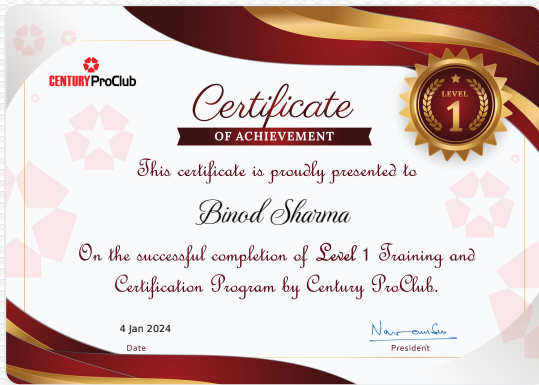 CENTURY ProClub
Certificate
OF ACHIEVEMENT
LEVEL
1
This certificate is proudly presented to
Binod Sharma
On the successful completion of Level 1 Training and
Certification Program by Century ProClub.
4 Jan 2024
Date
President